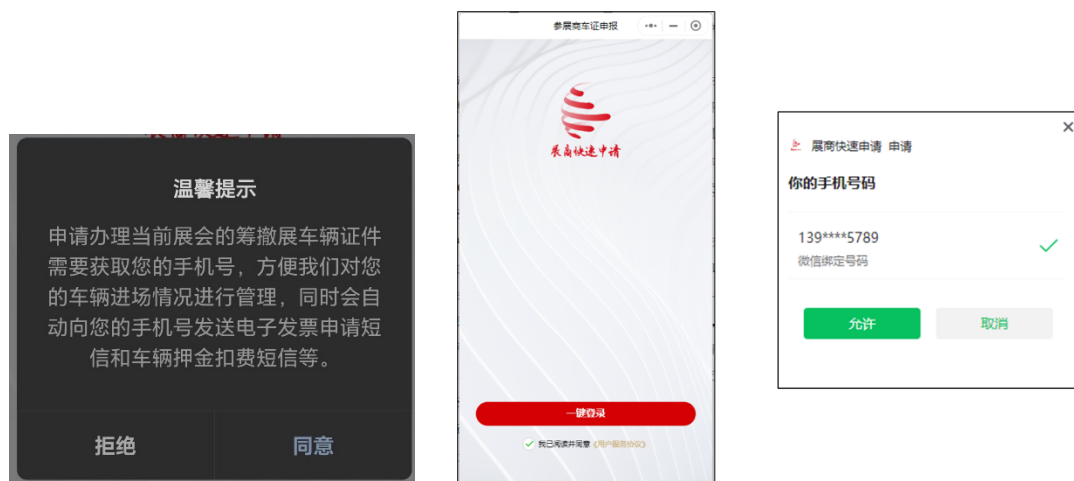 温馨提示
申请办理当前展会的筹撤展车辆证件
需要获取您的手机号，方便我们对您
的车辆进场情况进行管理，同时会自
动向您的手机号发送电子发票申请短
信和车辆押金扣费短信等。
拒绝
同意
参展商车证申报
展商快速申请
一键登录
我已阅读并同意《用户服务协议》
展商快速申请 申请
你的手机号码
139****5789
微信绑定号码
允许
取消